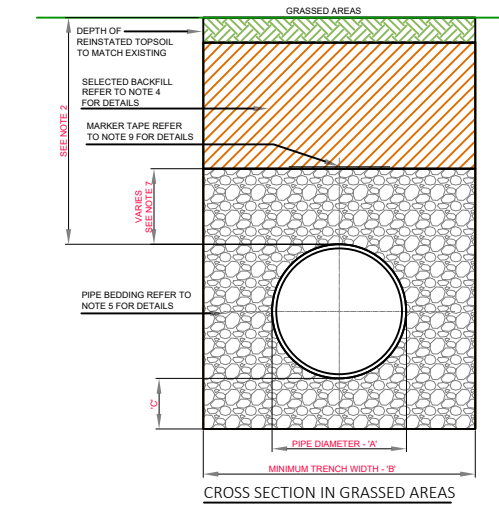 GRASSED AREAS
DEPTH OF
REINSTATED TOPSOIL
TO MATCH EXISTING
SELECTED BACKFILL
REFER TO NOTE 4
FOR DETAILS
SEE NOTE 2
MARKER TAPE REFER
TO NOTE 9 FOR DETAILS
VARIES
SEE NOTE 7
PIPE BEDDING REFER TO
NOTE 5 FOR DETAILS
'C'
PIPE DIAMETER - 'A'
MINIMUM TRENCH WIDTH - 'B'
CROSS SECTION IN GRASSED AREAS